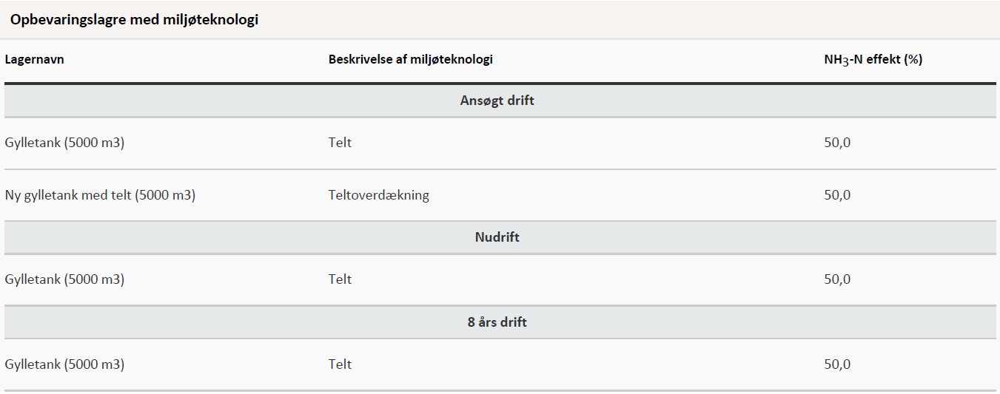 Opbevaringslagre med miljøteknologi
Lagernavn Beskrivelse af miljøteknologi NH3-N effekt (%)
Ansøgt drift
Gylletank (5000 m3) Telt 50,0
Ny gylletank med telt (5000 m3) Teltoverdækning 50,0
Nudrift
Gylletank (5000 m3) Telt 50,0
8 års drift
Gylletank (5000 m3) Telt 50,0